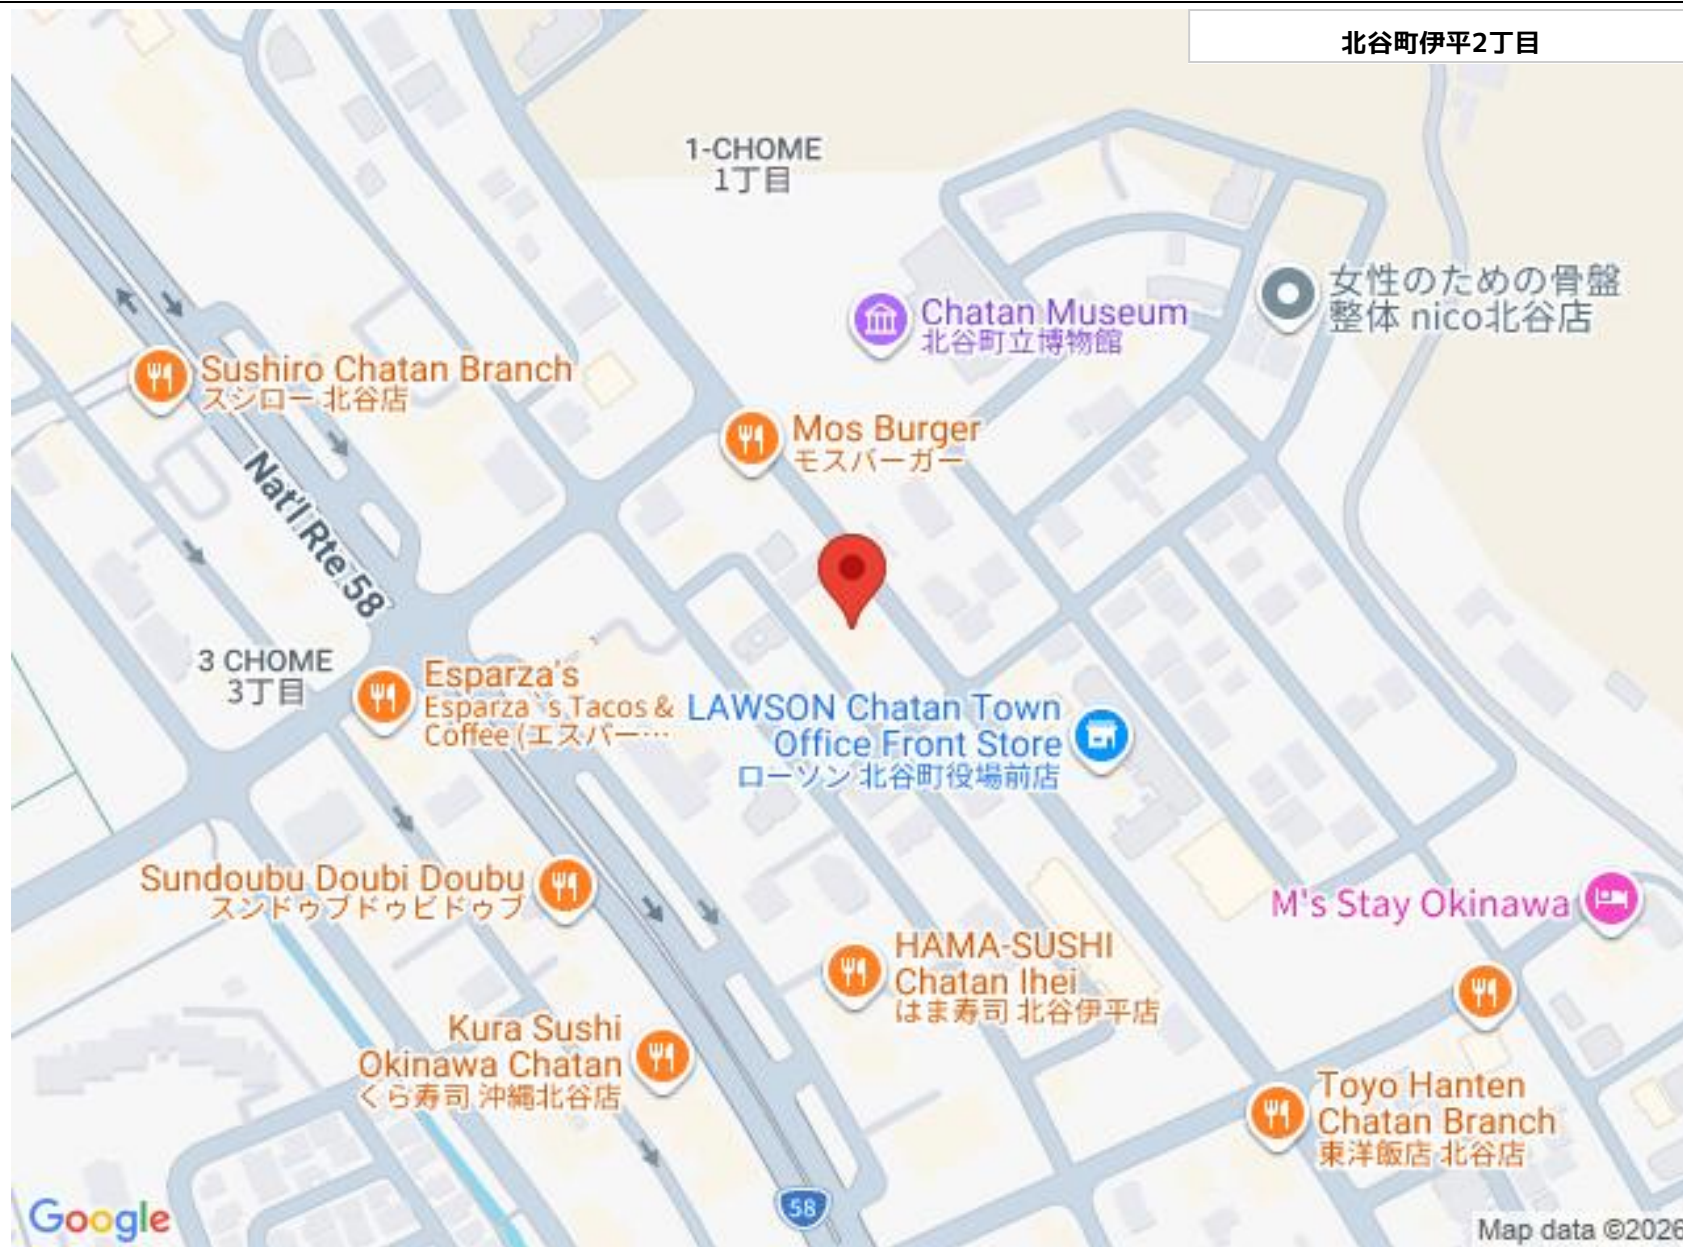 北谷町伊平2丁目
1-CHOME
1丁目
女性のための骨盤
整体 nico北谷店
Chatan Museum
北谷町立博物館
Sushiro Chatan Branch
スシロー 北谷店
Mos Burger
モスバーガー
Nat'l Rte 58
3 CHOME
3丁目
Esparza's
Esparza`s Tacos &
Coffee (エスパー…
LAWSON Chatan Town
Office Front Store
ローソン 北谷町役場前店
Sundoubu Doubi Doubu
スンドゥブドゥビドゥブ
M's Stay Okinawa
HAMA-SUSHI
Chatan Ihei
はま寿司 北谷伊平店
Kura Sushi
Okinawa Chatan
くら寿司 沖縄北谷店
Toyo Hanten
Chatan Branch
東洋飯店 北谷店
58
Google
Map data ©2026